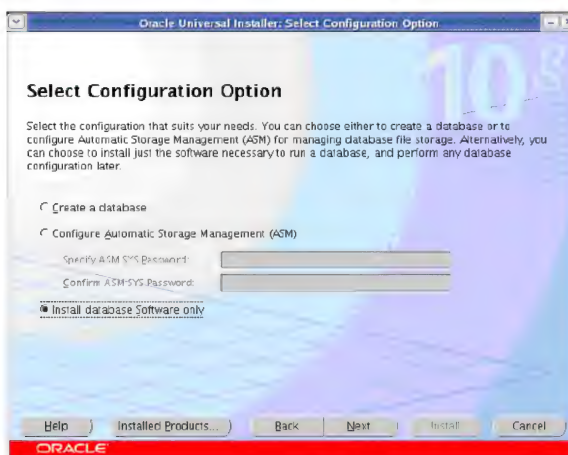 Oracle Universal Installer: Select Configuration Option
10g
Select Configuration Option
Select the configuration that suits your needs. You can choose either to create a database or to
configure Automatic Storage Management (ASM) for managing database file storage. Alternatively, you
can choose to install just the software necessary to run a database, and perform any database
configuration later.
Create a database
Configure Automatic Storage Management (ASM)
Specify ASM SYS Password:
Confirm ASM SYS Password:
Install database Software only
Help Installed Products... Back Next Install Cancel
ORACLE